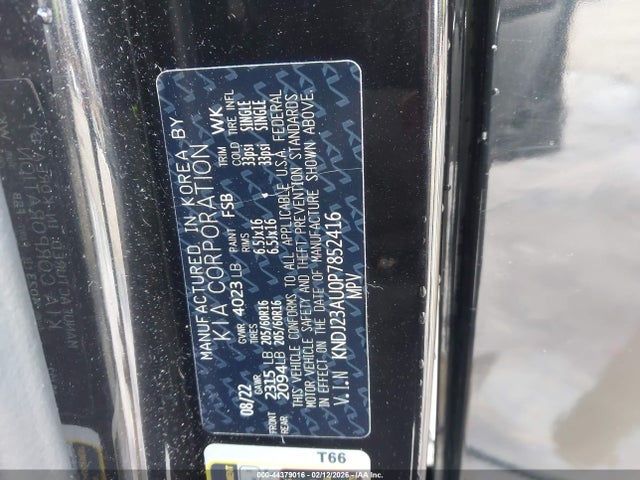 MANUFACTURED IN KOREA BY
KIA CORPORATION
08/22 GVWR 4023 LB PAINT FSB TRIM WK
GAWR TIRES RIMS COLD TIRE INFL
FRONT 2315 LB 205/60R16 6.5Jx16 33psi SINGLE
REAR 2094 LB 205/60R16 6.5Jx16 33psi SINGLE
THIS VEHICLE CONFORMS TO ALL APPLICABLE U.S.A. FEDERAL
MOTOR VEHICLE SAFETY AND THEFT PREVENTION STANDARDS
IN EFFECT ON THE DATE OF MANUFACTURE SHOWN ABOVE.
V.I.N KNDJ23AU0P7852416
MPV
T66
000-44379016 - 02/12/2026 - IAAI